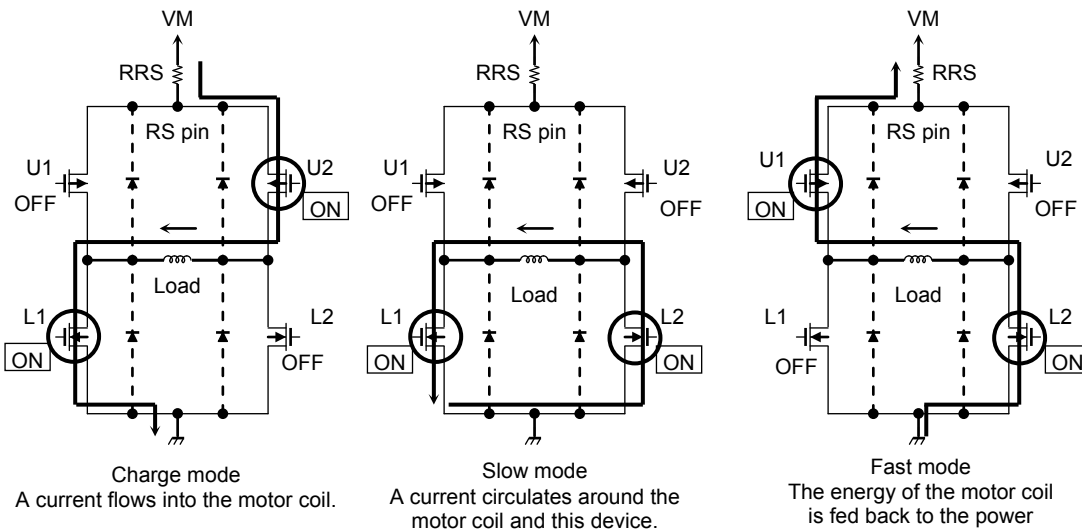 VM
RRS
RS pin
U1
OFF
U2
ON
Load
L1
ON
L2
OFF
Charge mode
A current flows into the motor coil.
VM
RRS
RS pin
U1
OFF
U2
OFF
Load
L1
ON
L2
ON
Slow mode
A current circulates around the
motor coil and this device.
VM
RRS
RS pin
U1
ON
U2
OFF
Load
L1
OFF
L2
ON
Fast mode
The energy of the motor coil
is fed back to the power